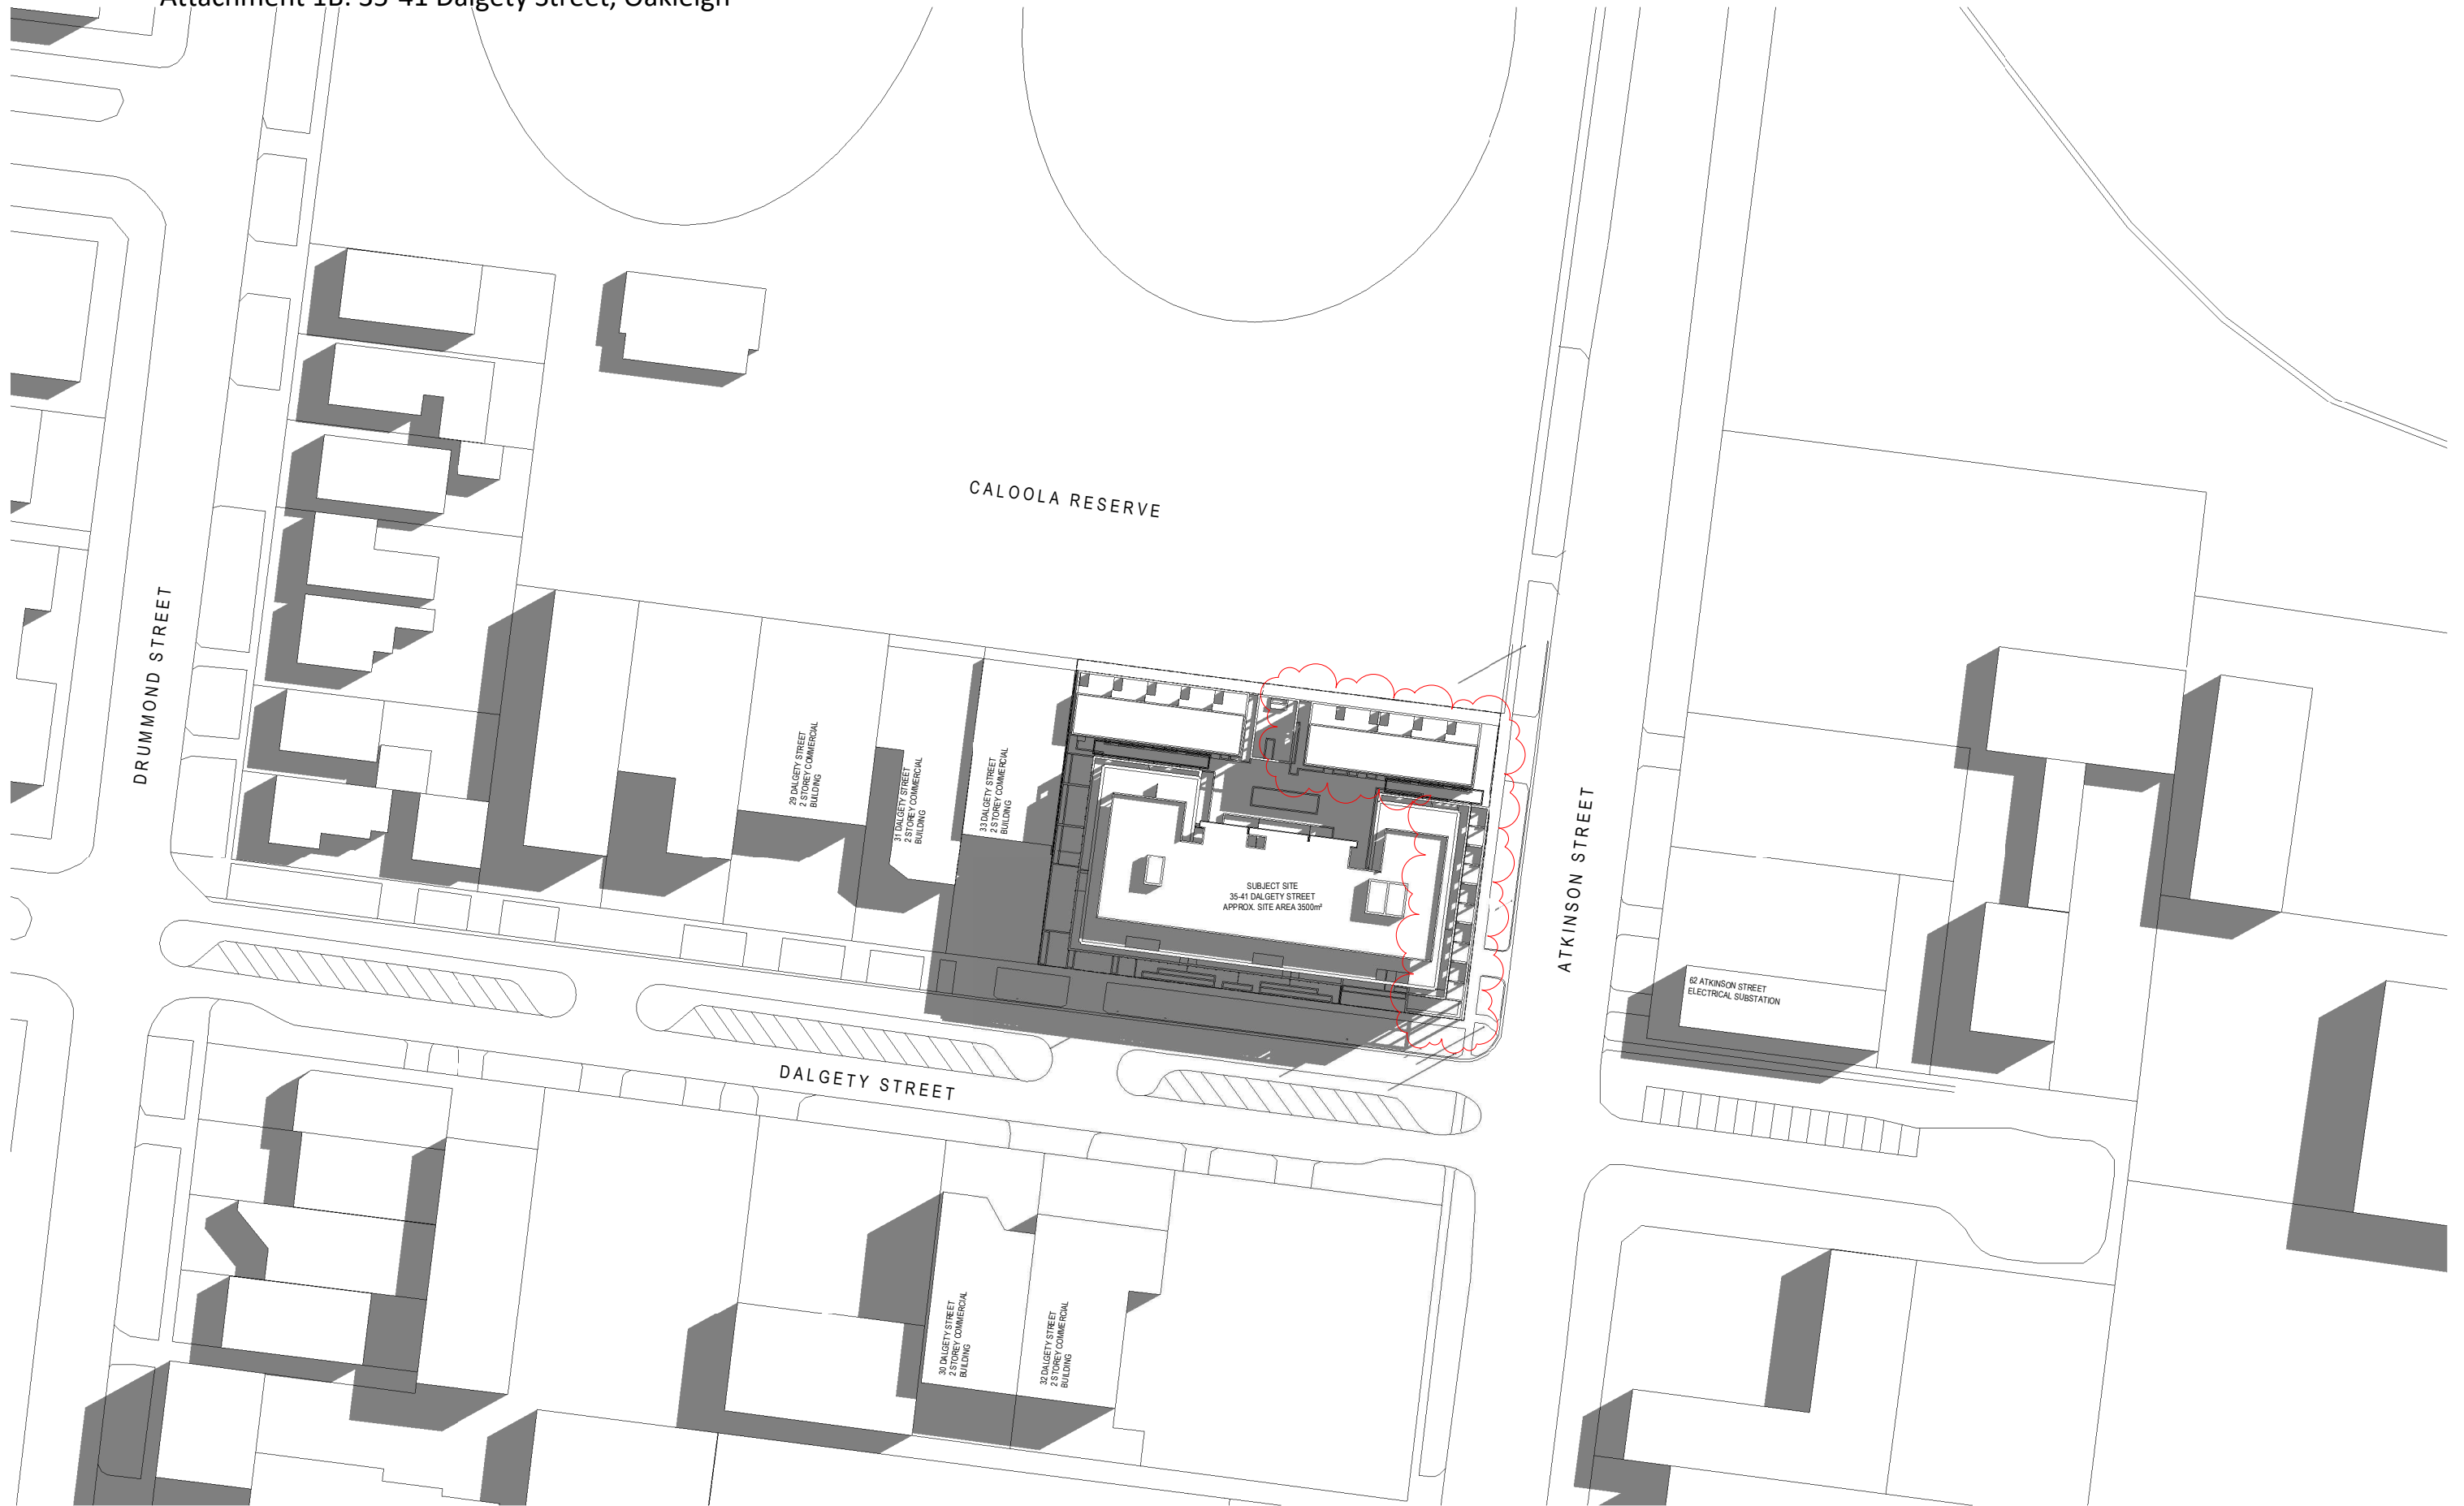 Attachment 1B: 35-41 Dalgety Street, Oakleigh
CALOOLA RESERVE
DRUMMOND STREET
29 DALGETY STREET
2 STOREY COMMERCIAL
BUILDING
31 DALGETY STREET
2 STOREY COMMERCIAL
BUILDING
33 DALGETY STREET
2 STOREY COMMERCIAL
BUILDING
SUBJECT SITE
35-41 DALGETY STREET
APPROX. SITE AREA 3500m²
ATKINSON STREET
62 ATKINSON STREET
ELECTRICAL SUBSTATION
DALGETY STREET
30 DALGETY STREET
2 STOREY COMMERCIAL
BUILDING
32 DALGETY STREET
2 STOREY COMMERCIAL
BUILDING